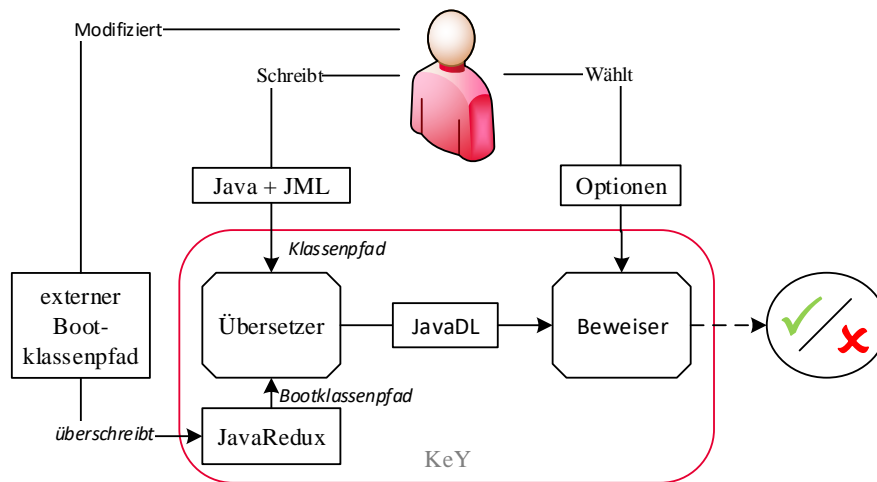 Modifiziert
Schreibt
Wählt
Java + JML
Optionen
Klassenpfad
externer
Boot-
klassenpfad
Übersetzer
JavaDL
Beweiser
Bootklassenpfad
überschreibt
JavaRedux
KeY